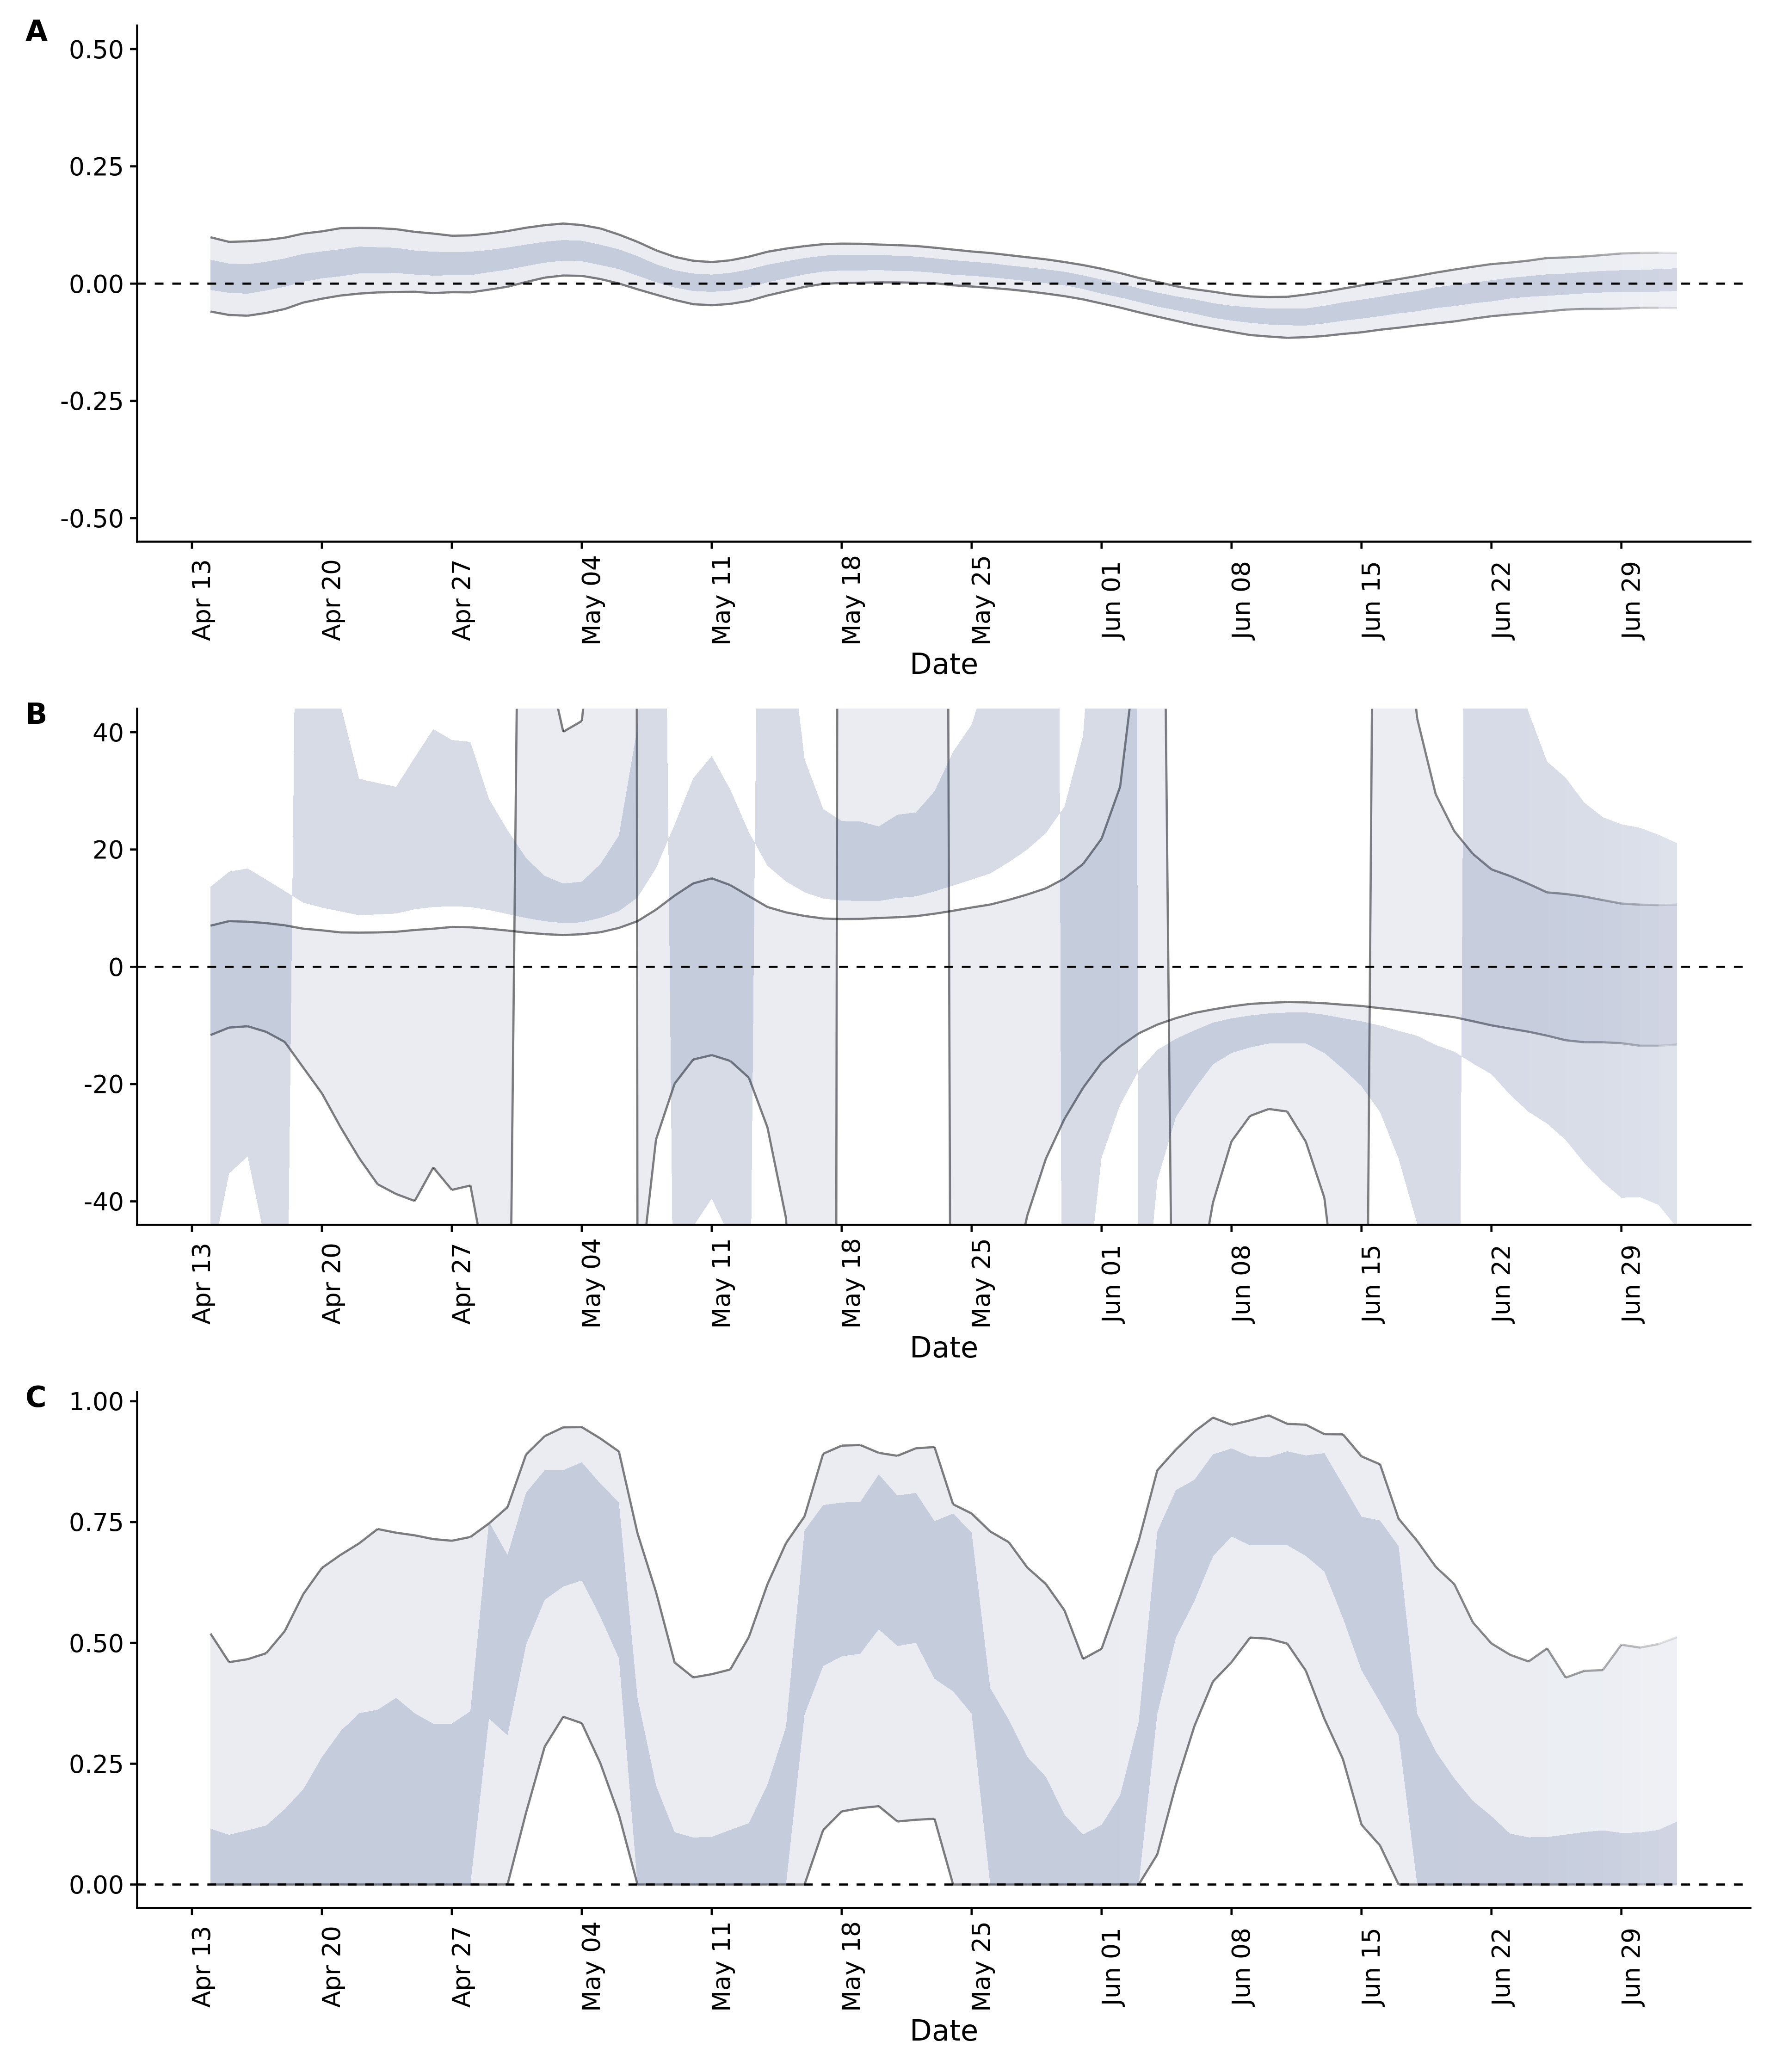 A
0.50
0.25
0.00
-0.25
-0.50
Apr 13
Apr 20
Apr 27
May 04
May 11
May 18
May 25
Jun 01
Jun 08
Jun 15
Jun 22
Jun 29
Date
B
40
20
0
-20
-40
Apr 13
Apr 20
Apr 27
May 04
May 11
May 18
May 25
Jun 01
Jun 08
Jun 15
Jun 22
Jun 29
Date
C
1.00
0.75
0.50
0.25
0.00
Apr 13
Apr 20
Apr 27
May 04
May 11
May 18
May 25
Jun 01
Jun 08
Jun 15
Jun 22
Jun 29
Date